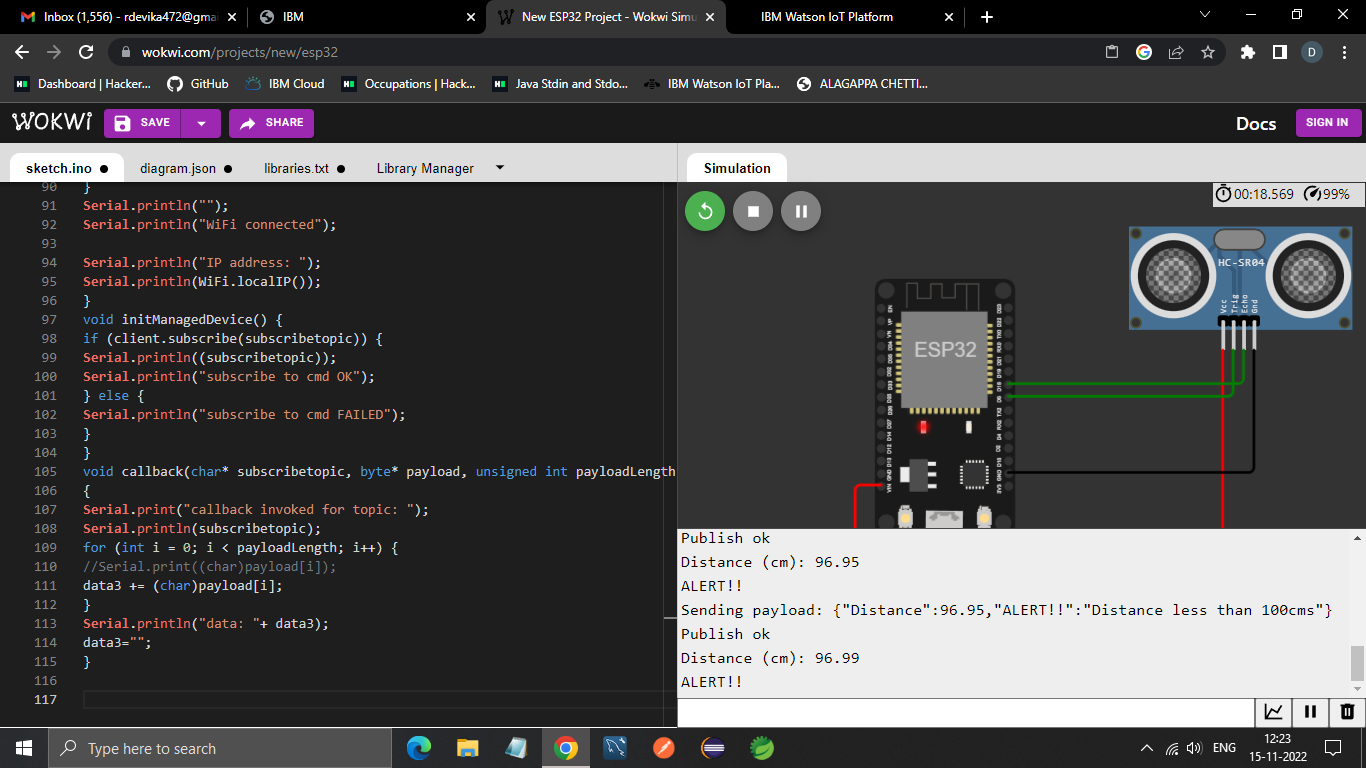 Inbox (1,556) - rdevika472@gma
IBM
New ESP32 Project - Wokwi Simu
IBM Watson IoT Platform
wokwi.com/projects/new/esp32
D
Dashboard | Hacker...
GitHub
IBM Cloud
Occupations | Hack...
Java Stdin and Stdo...
IBM Watson IoT Pla...
ALAGAPPA CHETTI...
WOKWi
SAVE
SHARE
Docs
SIGN IN
sketch.ino
diagram.json
libraries.txt
Library Manager
Simulation
90 }
91 Serial.println("");
92 Serial.println("WiFi connected");
93
94 Serial.println("IP address: ");
95 Serial.println(WiFi.localIP());
96 }
97 void initManagedDevice() {
98 if (client.subscribe(subscribetopic)) {
99 Serial.println((subscribetopic));
100 Serial.println("subscribe to cmd OK");
101 } else {
102 Serial.println("subscribe to cmd FAILED");
103 }
104 }
105 void callback(char* subscribetopic, byte* payload, unsigned int payloadLength
106 {
107 Serial.print("callback invoked for topic: ");
108 Serial.println(subscribetopic);
109 for (int i = 0; i < payloadLength; i++) {
110 //Serial.print((char)payload[i]);
111 data3 += (char)payload[i];
112 }
113 Serial.println("data: "+ data3);
114 data3="";
115 }
116
117
00:18.569
99%
HC-SR04
Vcc
Trig
Echo
Gnd
ESP32
Publish ok
Distance (cm): 96.95
ALERT!!
Sending payload: {"Distance":96.95,"ALERT!!":"Distance less than 100cms"}
Publish ok
Distance (cm): 96.99
ALERT!!
Type here to search
ENG
12:23
15-11-2022